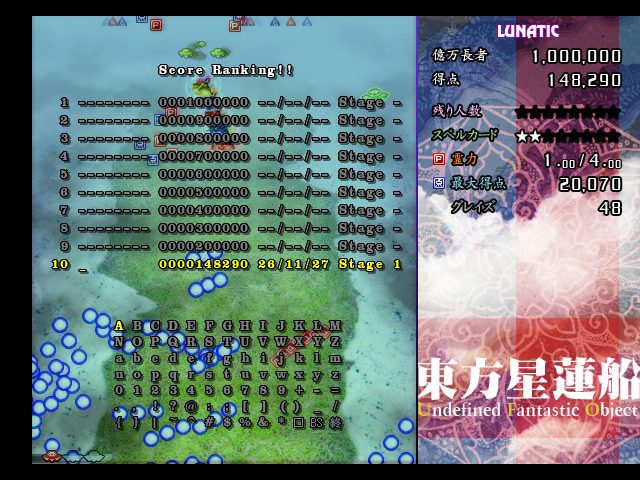 Score Ranking!!
1 -------- 0001000000 --/--/-- Stage -
2 -------- 0000900000 --/--/-- Stage -
3 -------- 0000800000 --/--/-- Stage -
4 -------- 0000700000 --/--/-- Stage -
5 -------- 0000600000 --/--/-- Stage -
6 -------- 0000500000 --/--/-- Stage -
7 -------- 0000400000 --/--/-- Stage -
8 -------- 0000300000 --/--/-- Stage -
9 -------- 0000200000 --/--/-- Stage -
10 _ 0000148290 26/11/27 Stage 1
A B C D E F G H I J K L M
N O P Q R S T U V W X Y Z
a b c d e f g h i j k l m
n o p q r s t u v w x y z
0 1 2 3 4 5 6 7 8 9 + - =
. , ! ? @ : ; [ ] ( ) _ /
{ } | ~ ^ # $ % & * □ BS 終
LUNATIC
億万長者 1,000,000
得点 148,290
残り人数 ★★★★★★★★★★
スペルカード ★★★★★★★★★★
P 霊力 1.00/4.00
点 最大得点 20,070
グレイズ 48
東方星蓮船
Undefined Fantastic Object